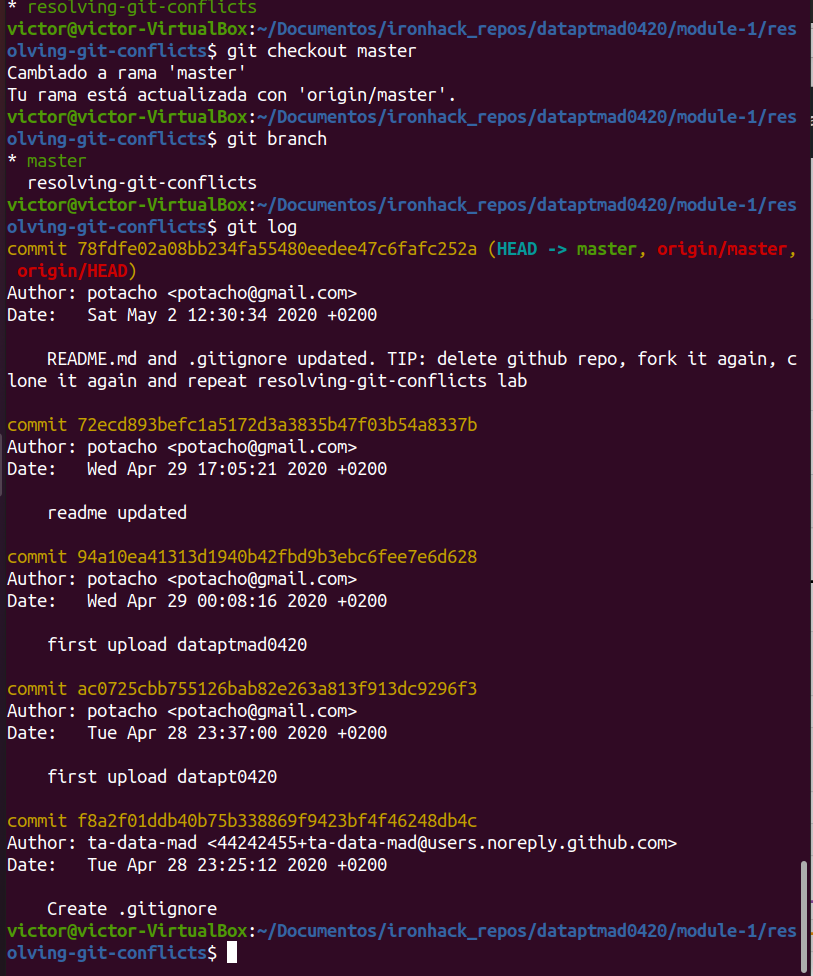 * resolving-git-conflicts
victor@victor-VirtualBox:~/Documentos/ironhack_repos/dataptmad0420/module-1/res
olving-git-conflicts$ git checkout master
Cambiado a rama 'master'
Tu rama está actualizada con 'origin/master'.
victor@victor-VirtualBox:~/Documentos/ironhack_repos/dataptmad0420/module-1/res
olving-git-conflicts$ git branch
* master
  resolving-git-conflicts
victor@victor-VirtualBox:~/Documentos/ironhack_repos/dataptmad0420/module-1/res
olving-git-conflicts$ git log
commit 78fdfe02a08bb234fa55480eedee47c6fafc252a (HEAD -> master, origin/master,
 origin/HEAD)
Author: potacho <potacho@gmail.com>
Date:   Sat May 2 12:30:34 2020 +0200

    README.md and .gitignore updated. TIP: delete github repo, fork it again, c
lone it again and repeat resolving-git-conflicts lab

commit 72ecd893befc1a5172d3a3835b47f03b54a8337b
Author: potacho <potacho@gmail.com>
Date:   Wed Apr 29 17:05:21 2020 +0200

    readme updated

commit 94a10ea41313d1940b42fbd9b3ebc6fee7e6d628
Author: potacho <potacho@gmail.com>
Date:   Wed Apr 29 00:08:16 2020 +0200

    first upload dataptmad0420

commit ac0725cbb755126bab82e263a813f913dc9296f3
Author: potacho <potacho@gmail.com>
Date:   Tue Apr 28 23:37:00 2020 +0200

    first upload datapt0420

commit f8a2f01ddb40b75b338869f9423bf4f46248db4c
Author: ta-data-mad <44242455+ta-data-mad@users.noreply.github.com>
Date:   Tue Apr 28 23:25:12 2020 +0200

    Create .gitignore
victor@victor-VirtualBox:~/Documentos/ironhack_repos/dataptmad0420/module-1/res
olving-git-conflicts$